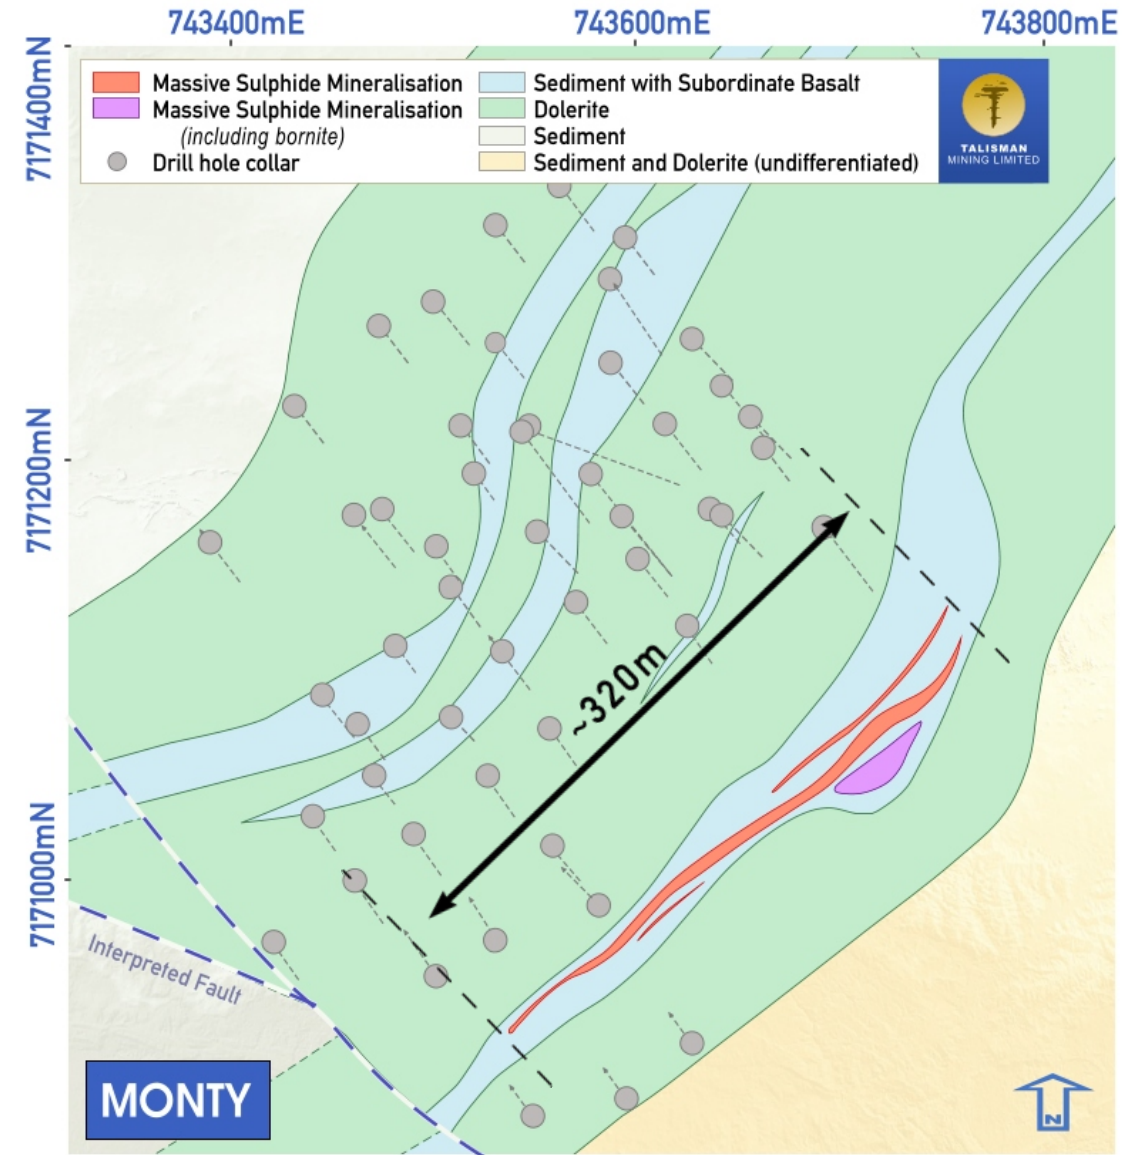 743400mE 743600mE 743800mE
7171400mN
Massive Sulphide Mineralisation
Massive Sulphide Mineralisation
(including bornite)
Drill hole collar
Sediment with Subordinate Basalt
Dolerite
Sediment
Sediment and Dolerite (undifferentiated)
TALISMAN
MINING LIMITED
7171200mN
~320m
7171000mN
Interpreted Fault
MONTY
N